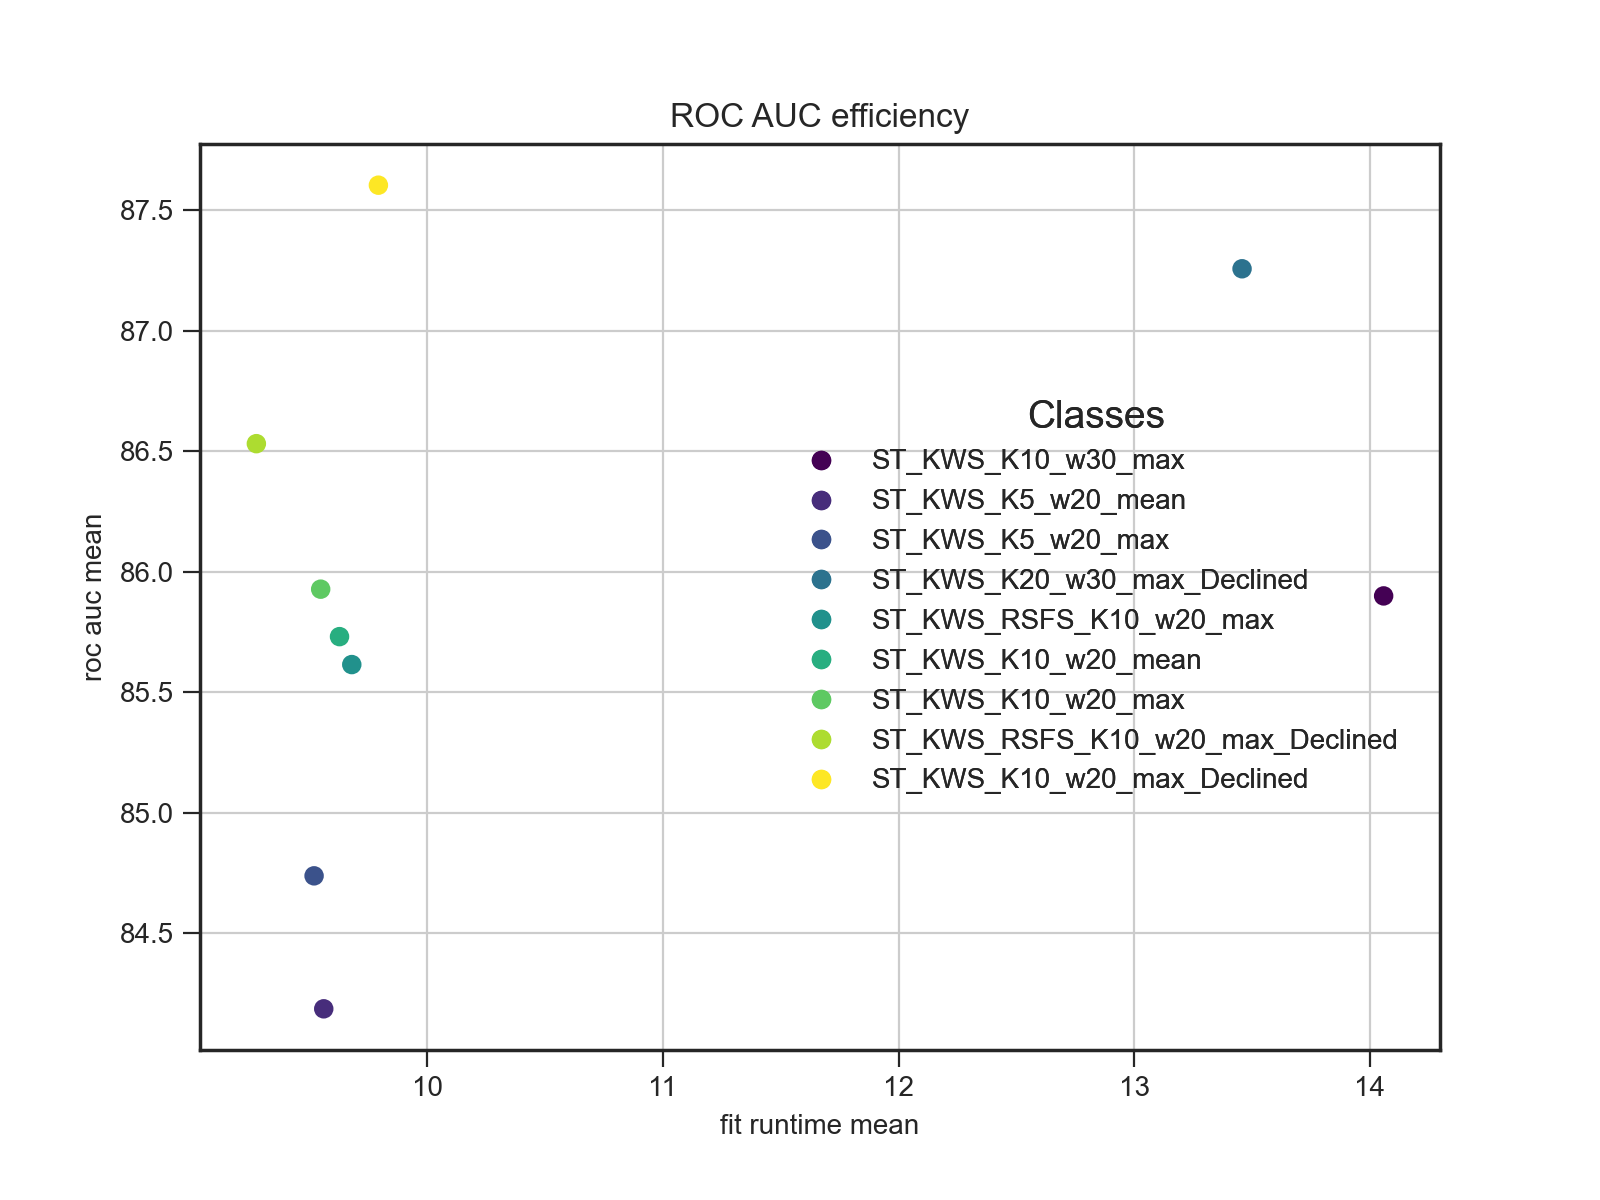 ROC AUC efficiency
87.5
87.0
86.5
86.0
85.5
85.0
84.5
roc auc mean
Classes
ST_KWS_K10_w30_max
ST_KWS_K5_w20_mean
ST_KWS_K5_w20_max
ST_KWS_K20_w30_max_Declined
ST_KWS_RSFS_K10_w20_max
ST_KWS_K10_w20_mean
ST_KWS_K10_w20_max
ST_KWS_RSFS_K10_w20_max_Declined
ST_KWS_K10_w20_max_Declined
10 11 12 13 14
fit runtime mean